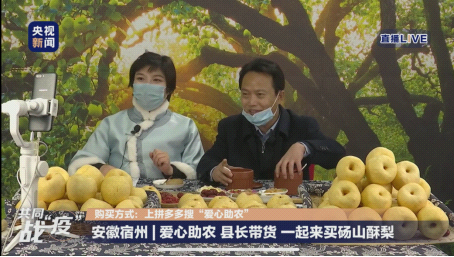 央视
新闻
直播LIVE
共同
战“疫”
购买方式：上拼多多搜“爱心助农”
安徽宿州｜爱心助农 县长带货 一起来买砀山酥梨